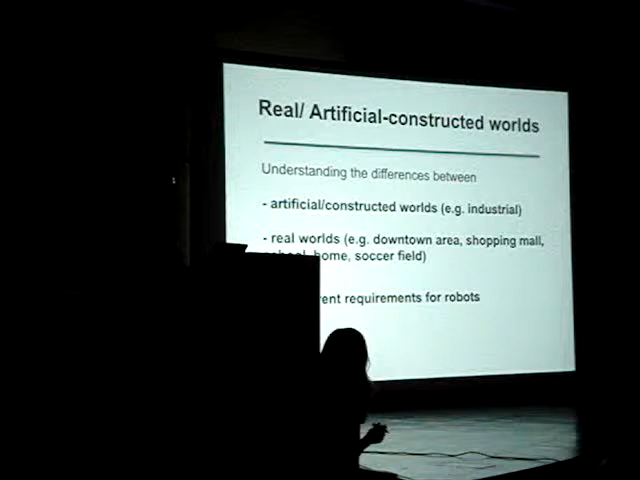 Real/ Artificial-constructed worlds
Understanding the differences between
- artificial/constructed worlds (e.g. industrial)
- real worlds (e.g. downtown area, shopping mall,
home, soccer field)
requirements for robots